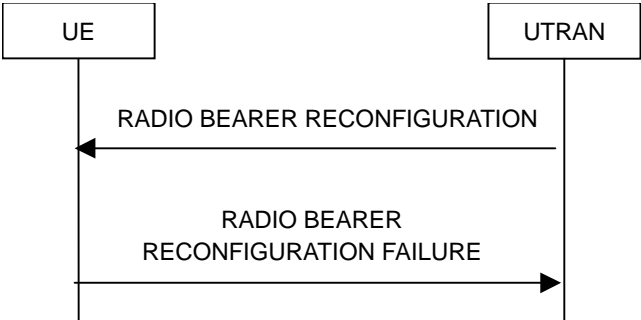 UE
UTRAN
RADIO BEARER RECONFIGURATION
RADIO BEARER
RECONFIGURATION FAILURE